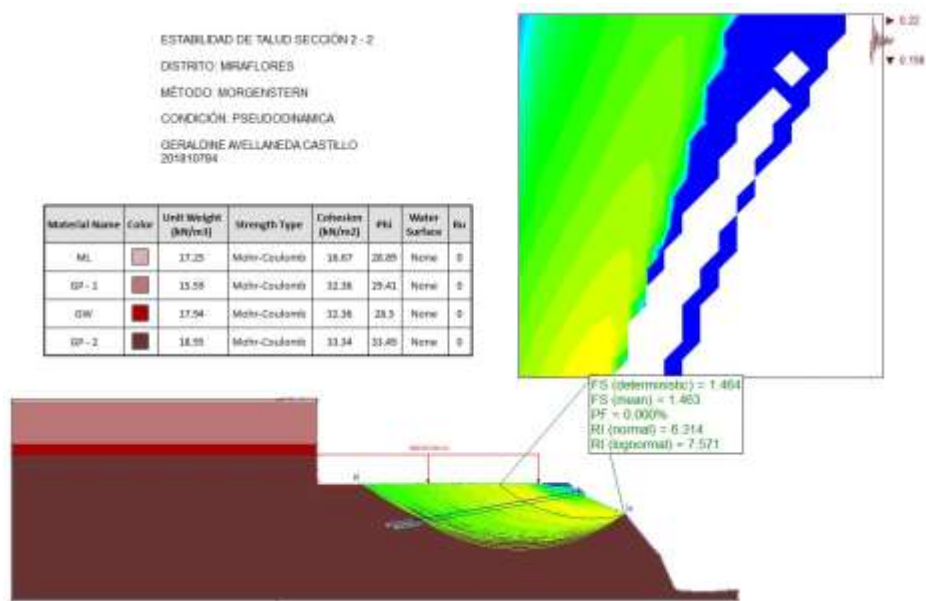 ESTABILIDAD DE TALUD SECCIÓN 2 - 2
DISTRITO: MIRAFLORES
MÉTODO: MORGENSTERN
CONDICIÓN: PSEUDODINAMICA
GERALDINE AVELLANEDA CASTILLO
201810794
0.22
0.158
Material Name Color Unit Weight (kN/m3) Strength Type Cohesion (kN/m2) Phi Water Surface Ru
ML 17.25 Mohr-Coulomb 16.67 28.89 None 0
GP - 1 15.59 Mohr-Coulomb 32.36 29.41 None 0
GW 17.94 Mohr-Coulomb 32.36 28.5 None 0
GP - 2 18.55 Mohr-Coulomb 33.34 33.49 None 0
FS (deterministic) = 1.464
FS (mean) = 1.463
PF = 0.000%
RI (normal) = 6.314
RI (lognormal) = 7.571